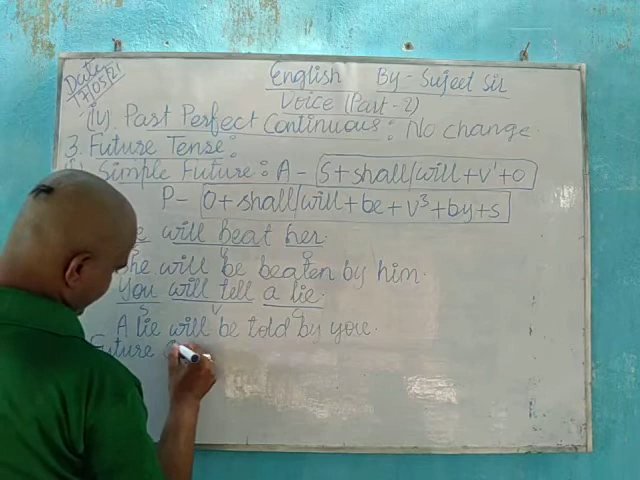 Date
17/05/21
English By - Sujeet Sir
Voice (Part - 2)
(iv) Past Perfect Continuous : No change.
3. Future Tense :
Simple Future : A - S + shall/will + v¹ + O
P - O + shall/will + be + v³ + by + S
will beat her.
She will be beaten by him.
You will tell a lie.
S V O
A lie will be told by you.
Future